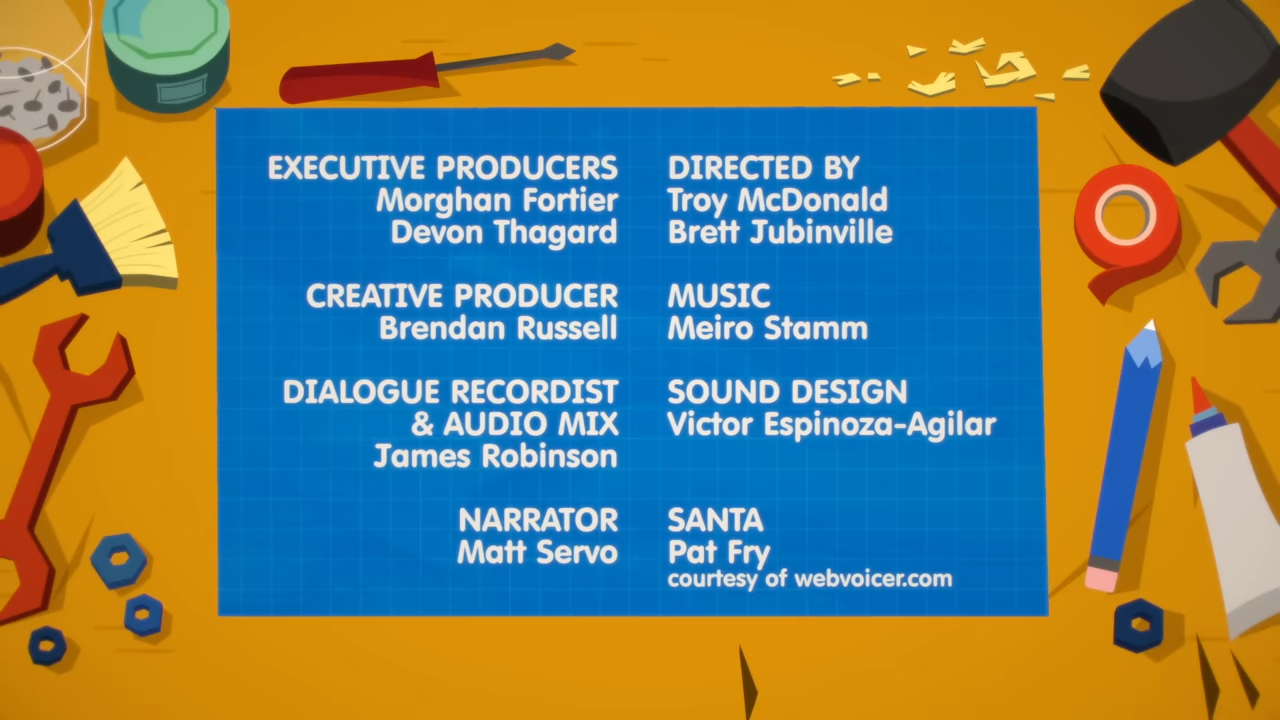 EXECUTIVE PRODUCERS
Morghan Fortier
Devon Thagard
CREATIVE PRODUCER
Brendan Russell
DIALOGUE RECORDIST
& AUDIO MIX
James Robinson
NARRATOR
Matt Servo
DIRECTED BY
Troy McDonald
Brett Jubinville
MUSIC
Meiro Stamm
SOUND DESIGN
Victor Espinoza-Agilar
SANTA
Pat Fry
courtesy of webvoicer.com